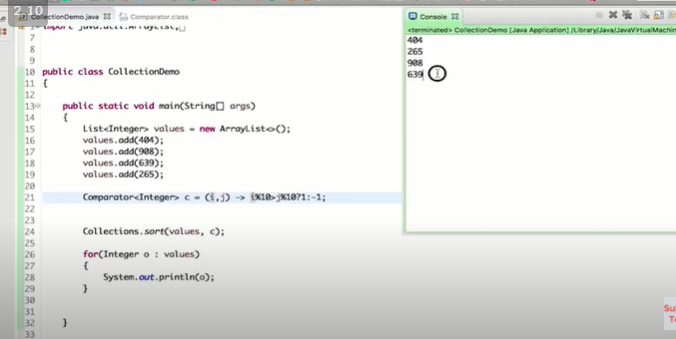 2.10
CollectionDemo.java
Comparator.class
import java.util.ArrayList;
7
8
9
10 public class CollectionDemo
11 {
12
13 public static void main(String[] args)
14 {
15 List<Integer> values = new ArrayList<>();
16 values.add(404);
17 values.add(908);
18 values.add(639);
19 values.add(265);
20
21 Comparator<Integer> c = (i,j) -> i%10>j%10?1:-1;
22
23
24 Collections.sort(values, c);
25
26 for(Integer o : values)
27 {
28 System.out.println(o);
29 }
30
31
32 }
33
Console
<terminated> CollectionDemo [Java Application] /Library/Java/JavaVirtualMachin
404
265
908
639
Su
T